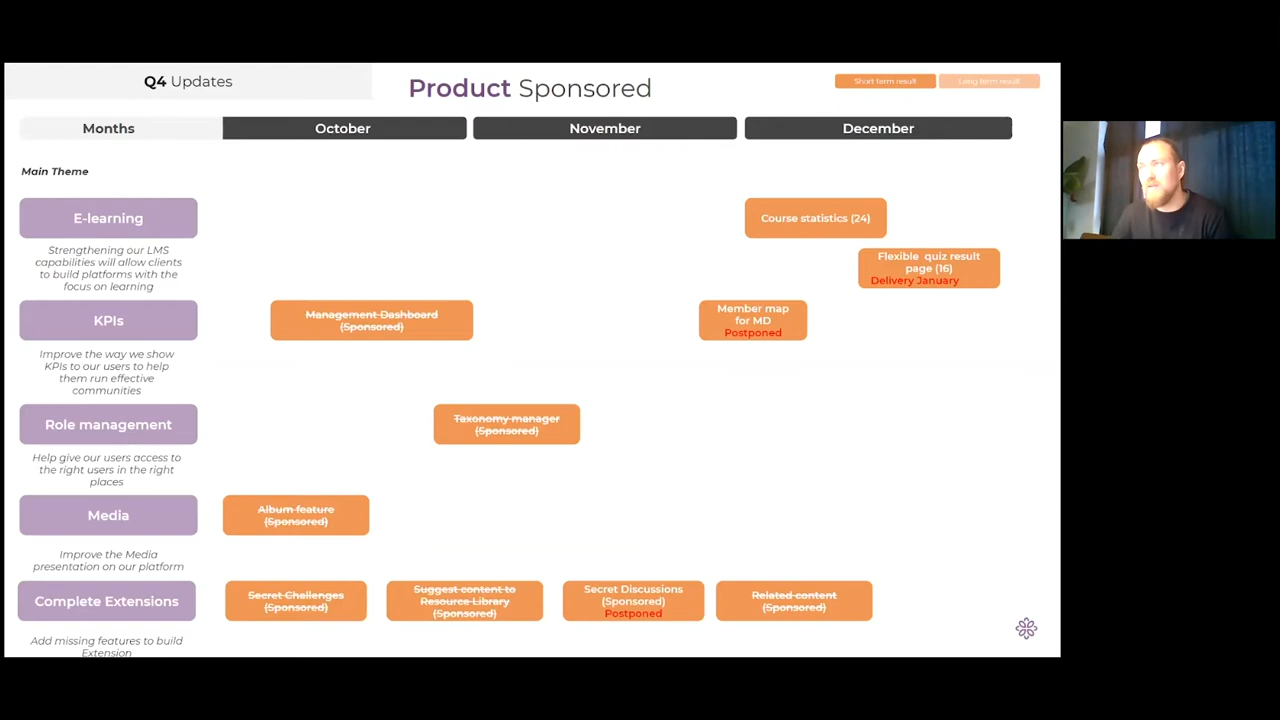 Q4 Updates
Product Sponsored
Short term result
Long term result
Months
October
November
December
Main Theme
E-learning
Strengthening our LMS
capabilities will allow clients
to build platforms with the
focus on learning
Course statistics (24)
Flexible quiz result
page (16)
Delivery January
KPIs
Improve the way we show
KPIs to our users to help
them run effective
communities
Management Dashboard
(Sponsored)
Member map
for MD
Postponed
Role management
Help give our users access to
the right users in the right
places
Taxonomy manager
(Sponsored)
Media
Improve the Media
presentation on our platform
Album feature
(Sponsored)
Complete Extensions
Add missing features to build
Extension
Secret Challenges
(Sponsored)
Suggest content to
Resource Library
(Sponsored)
Secret Discussions
(Sponsored)
Postponed
Related content
(Sponsored)